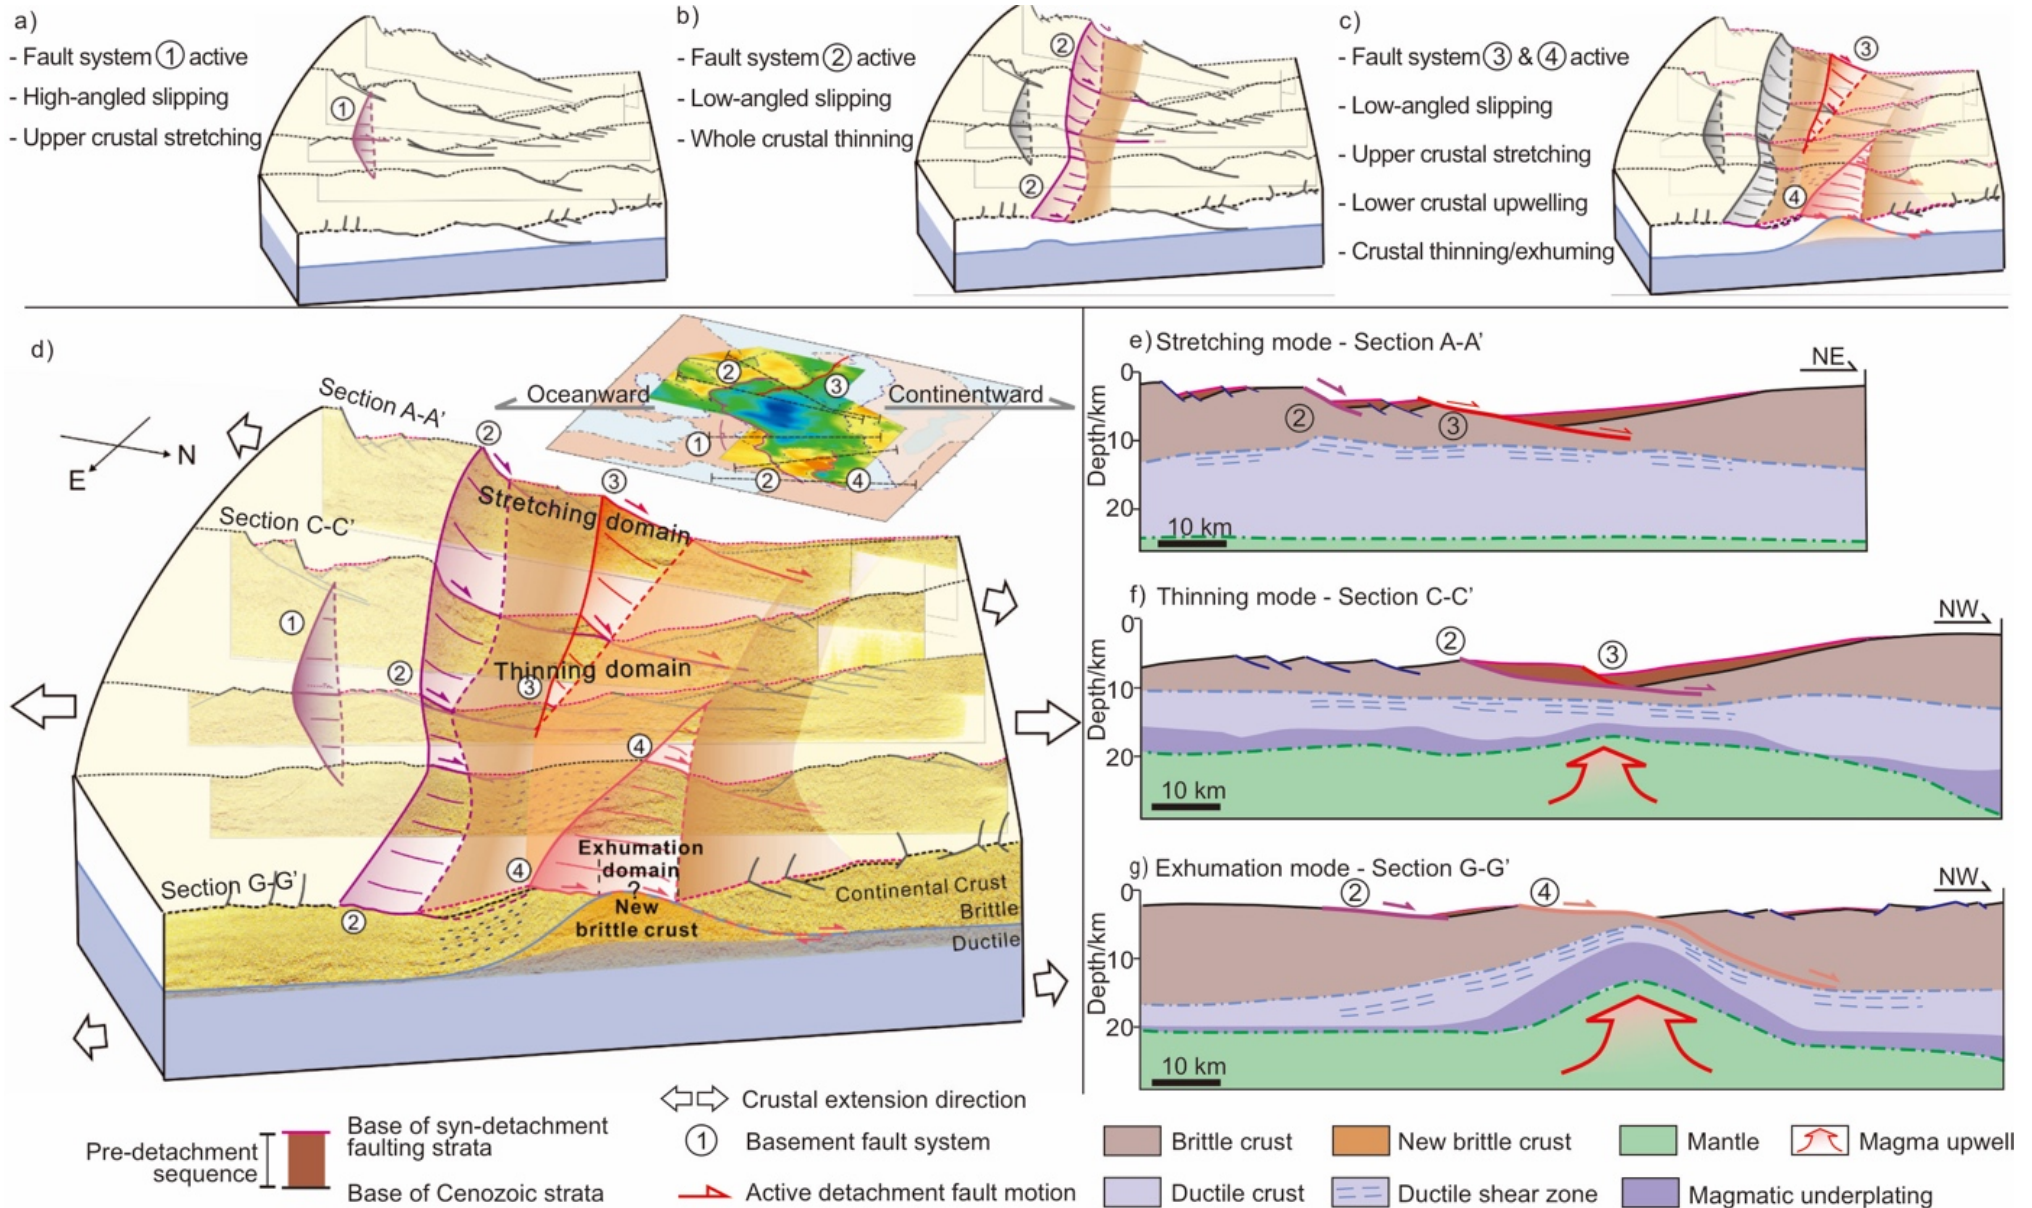 a)
- Fault system ① active
- High-angled slipping
- Upper crustal stretching
①
b)
- Fault system ② active
- Low-angled slipping
- Whole crustal thinning
②
②
c)
- Fault system ③ & ④ active
- Low-angled slipping
- Upper crustal stretching
- Lower crustal upwelling
- Crustal thinning/exhuming
③
④
d)
N
E
Oceanward
Continentward
②
③
①
②
④
Section A-A'
②
③
Stretching domain
Section C-C'
①
②
Thinning domain
③
④
Section G-G'
④
②
Exhumation
domain
?
New
brittle crust
Continental Crust
Brittle
Ductile
e) Stretching mode - Section A-A'
NE
0
10
20
Depth/km
②
③
10 km
f) Thinning mode - Section C-C'
NW
0
10
20
Depth/km
②
③
10 km
g) Exhumation mode - Section G-G'
NW
0
10
20
Depth/km
②
④
10 km
Pre-detachment
sequence
Base of syn-detachment
faulting strata
Base of Cenozoic strata
Crustal extension direction
① Basement fault system
Active detachment fault motion
Brittle crust
New brittle crust
Mantle
Magma upwell
Ductile crust
Ductile shear zone
Magmatic underplating